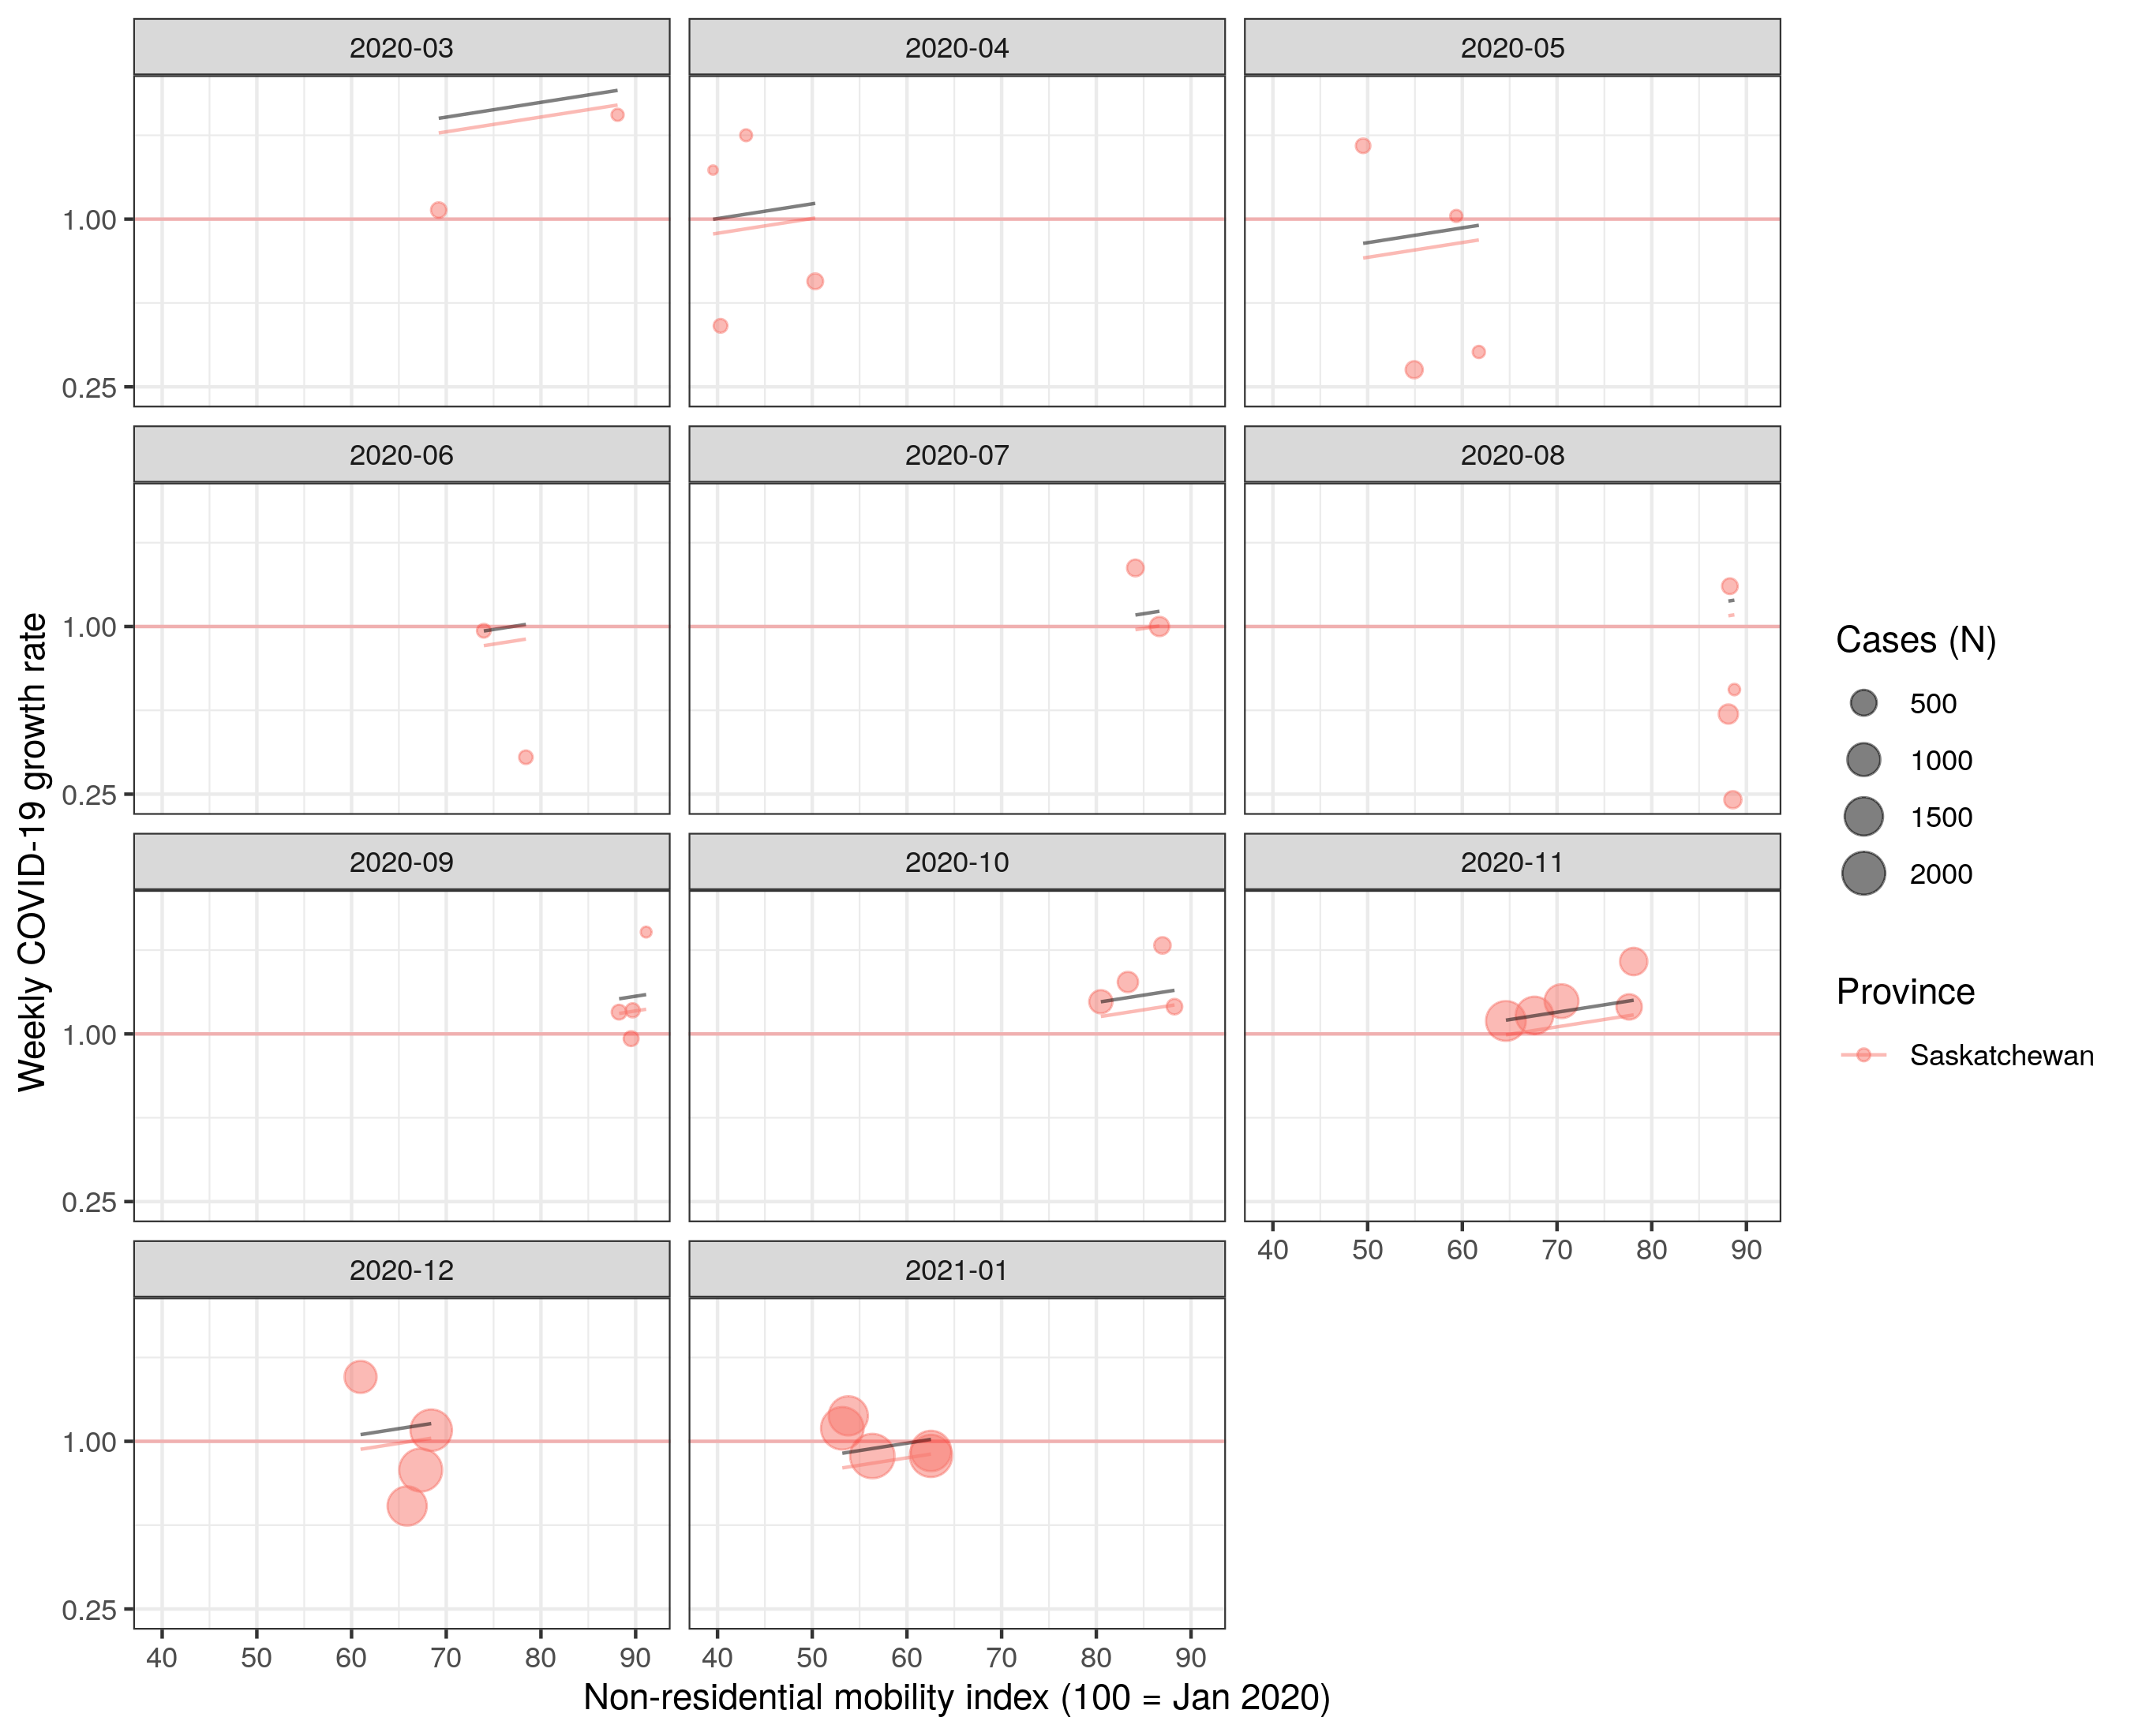 2020-03
2020-04
2020-05
1.00
0.25
2020-06
2020-07
2020-08
1.00
0.25
2020-09
2020-10
2020-11
1.00
0.25
40 50 60 70 80 90
2020-12
2021-01
1.00
0.25
40 50 60 70 80 90
40 50 60 70 80 90
Non-residential mobility index (100 = Jan 2020)
Weekly COVID-19 growth rate
Cases (N)
500
1000
1500
2000
Province
Saskatchewan